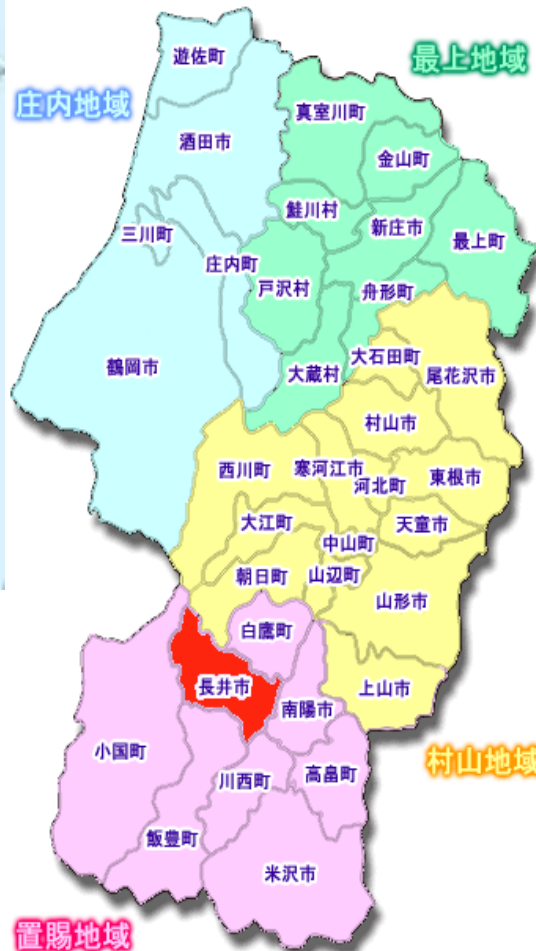 遊佐町
最上地域
庄内地域
真室川町
酒田市
金山町
鮭川村
新庄市
三川町
最上町
庄内町
戸沢村
舟形町
大石田町
鶴岡市
大蔵村
尾花沢市
村山市
西川町
寒河江市
東根市
河北町
大江町
天童市
中山町
朝日町
山辺町
山形市
白鷹町
長井市
上山市
南陽市
小国町
村山地域
高畠町
川西町
飯豊町
米沢市
置賜地域